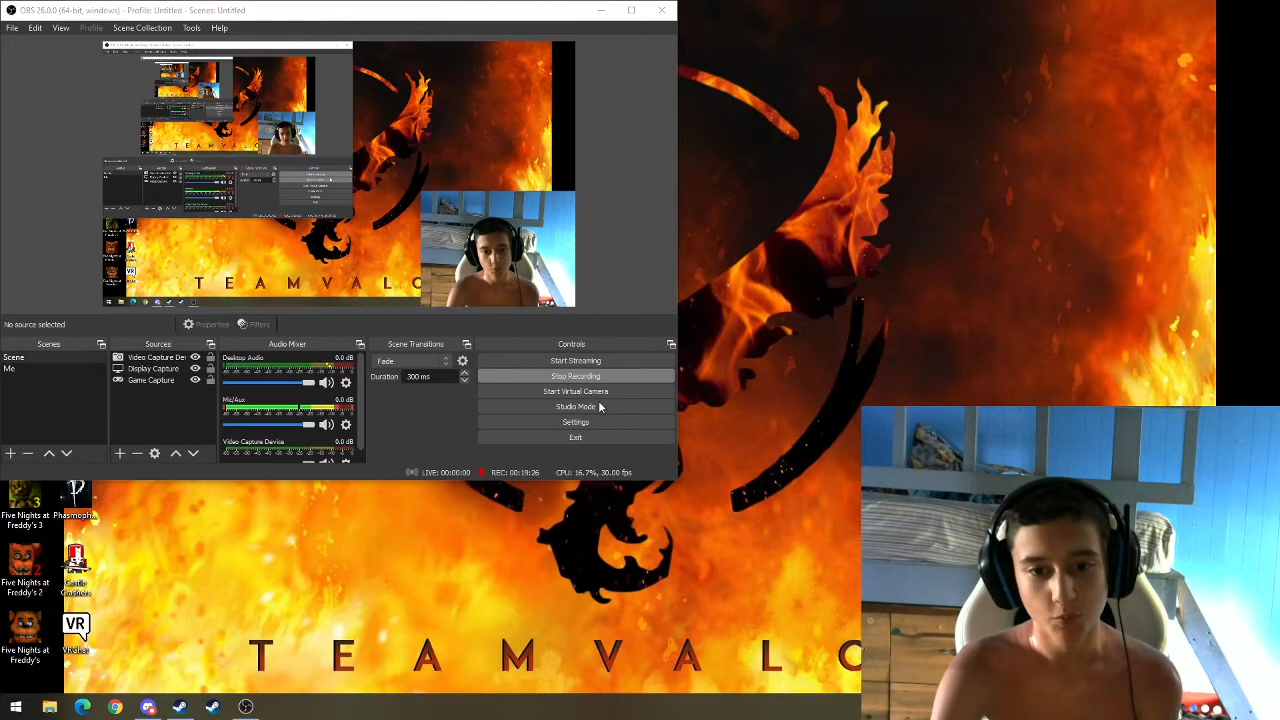 OBS 26.0.0 (64-bit, windows) - Profile: Untitled - Scenes: Untitled
File Edit View Profile Scene Collection Tools Help
TEAMVALO
No source selected Properties Filters
Scenes Sources Audio Mixer Scene Transitions Controls
Scene
Me
Video Capture De
Display Capture
Game Capture
Desktop Audio 0.0 dB
Mic/Aux 0.0 dB
Video Capture Device 0.0 dB
Fade
Duration 300 ms
Start Streaming
Stop Recording
Start Virtual Camera
Studio Mode
Settings
Exit
LIVE: 00:00:00 REC: 00:19:26 CPU: 16.7%, 30.00 fps
Five Nights at Freddy's 3
Phasmoph...
Five Nights at Freddy's 2
Castle Crashers
Five Nights at Freddy's
VR
VRChat
TEAMVALO